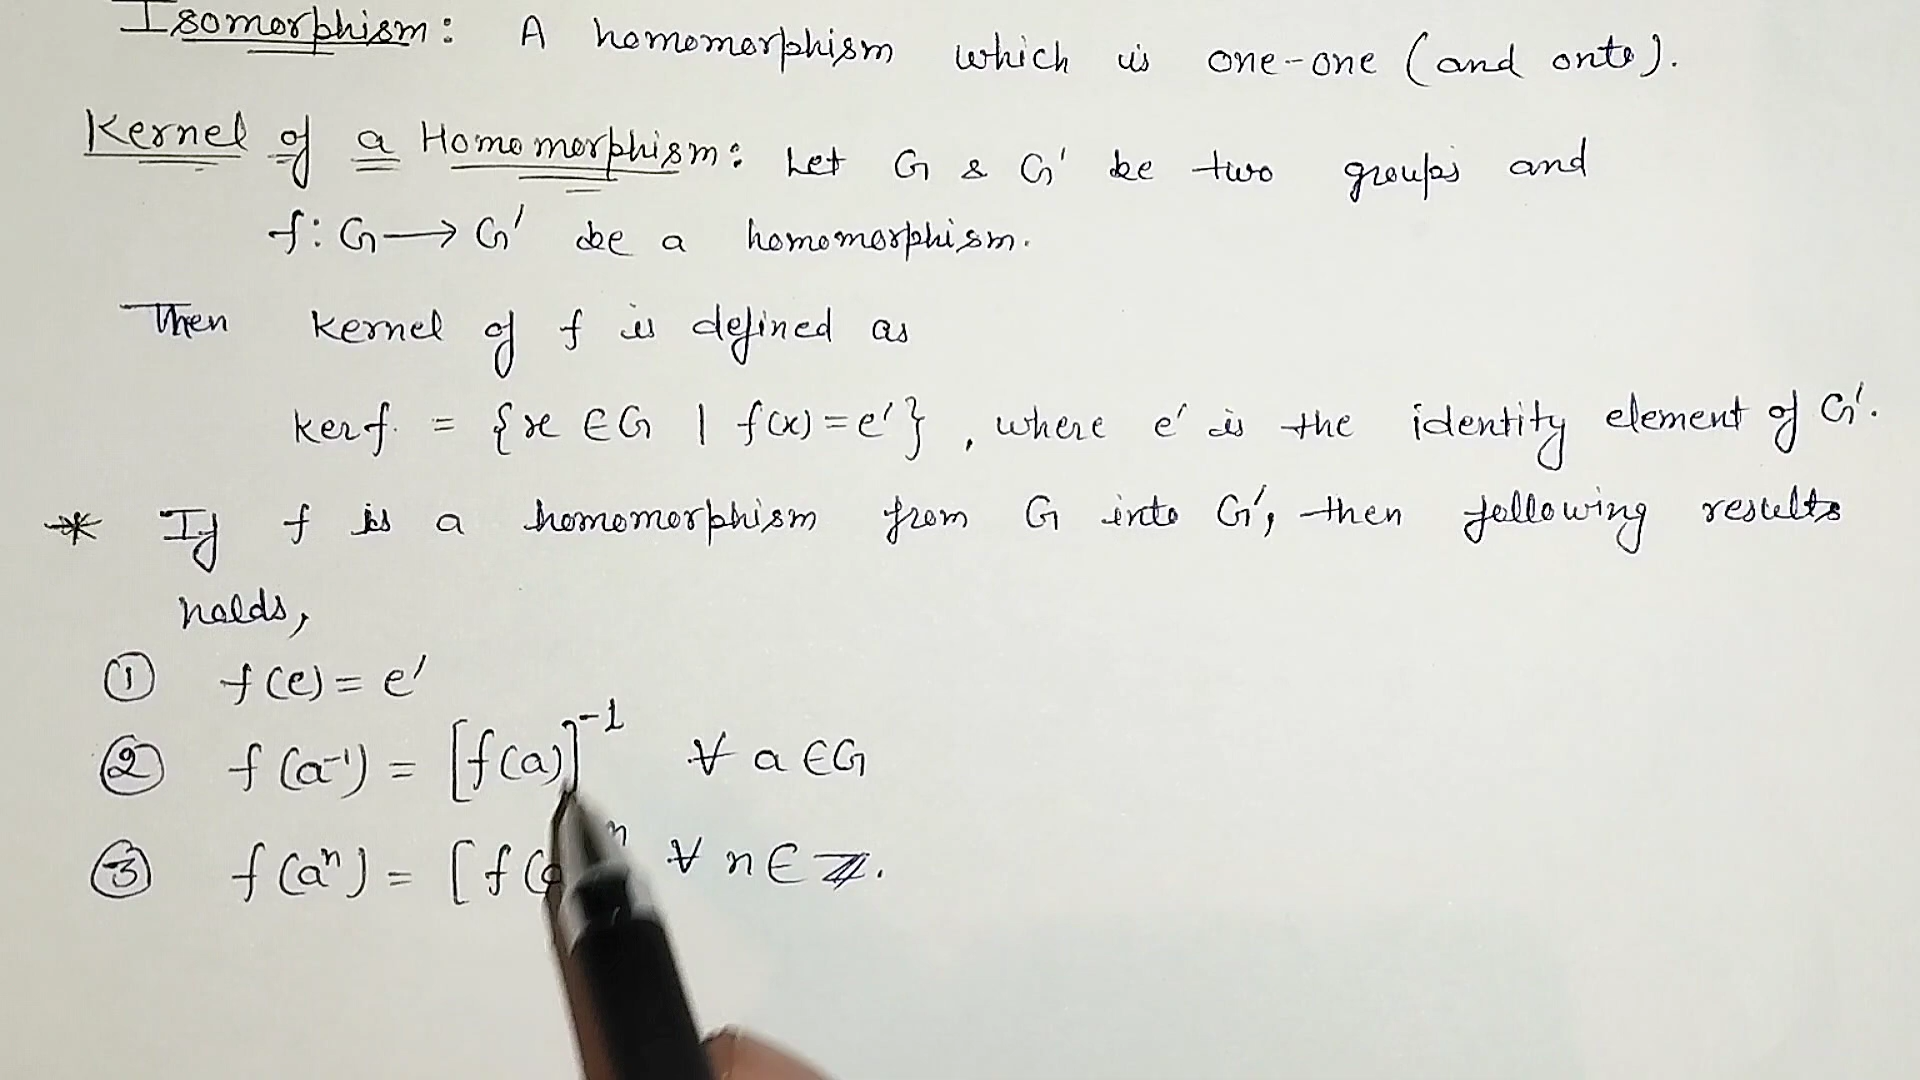 Isomorphism: A homomorphism which is one-one (and onto).
Kernel of a Homomorphism: Let G & G' be two groups and
f: G → G' be a homomorphism.
Then kernel of f is defined as
Ker f. = {x ∈ G | f(x) = e'}, where e' is the identity element of G'.
* If f is a homomorphism from G into G', then following results
holds,
① f(e) = e'
② f(a⁻¹) = [f(a)]⁻¹ ∀ a ∈ G
③ f(aⁿ) = [f(a ⁿ ∀ n ∈ ℤ.